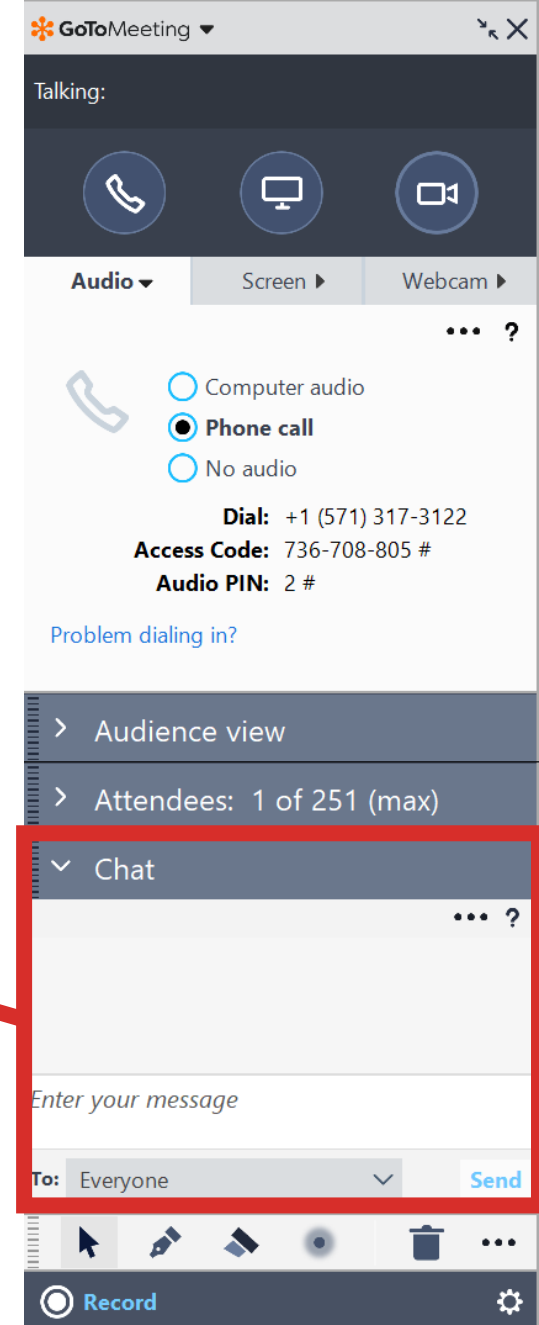 GoToMeeting
Talking:
Audio Screen Webcam
... ?
Computer audio
Phone call
No audio
Dial: +1 (571) 317-3122
Access Code: 736-708-805 #
Audio PIN: 2 #
Problem dialing in?
Audience view
Attendees: 1 of 251 (max)
Chat
... ?
Enter your message
To: Everyone Send
...
Record